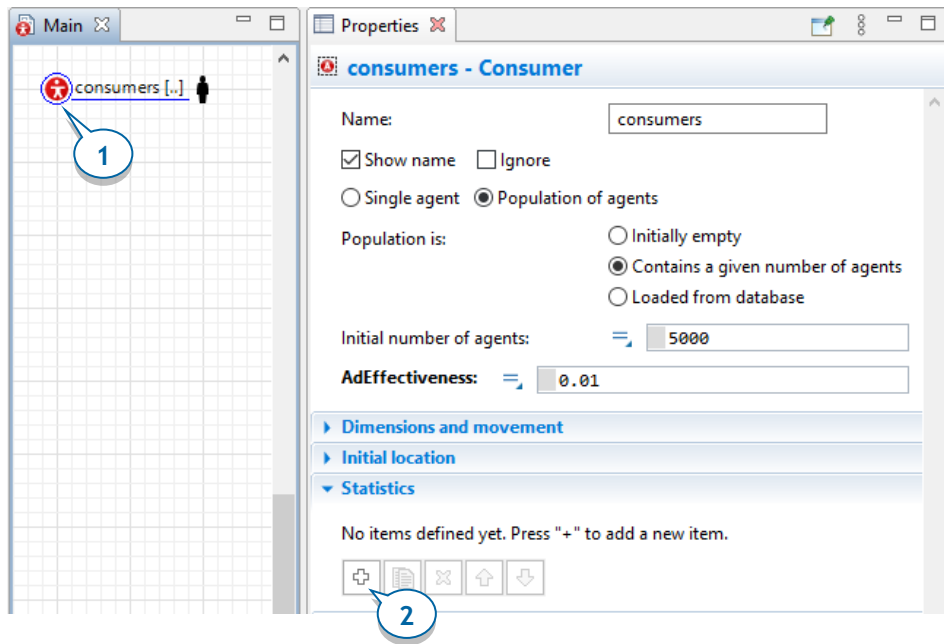 Main
consumers [..]
1
Properties
consumers - Consumer
Name: consumers
Show name Ignore
Single agent Population of agents
Population is: Initially empty
Contains a given number of agents
Loaded from database
Initial number of agents: 5000
AdEffectiveness: 0.01
Dimensions and movement
Initial location
Statistics
No items defined yet. Press "+" to add a new item.
2